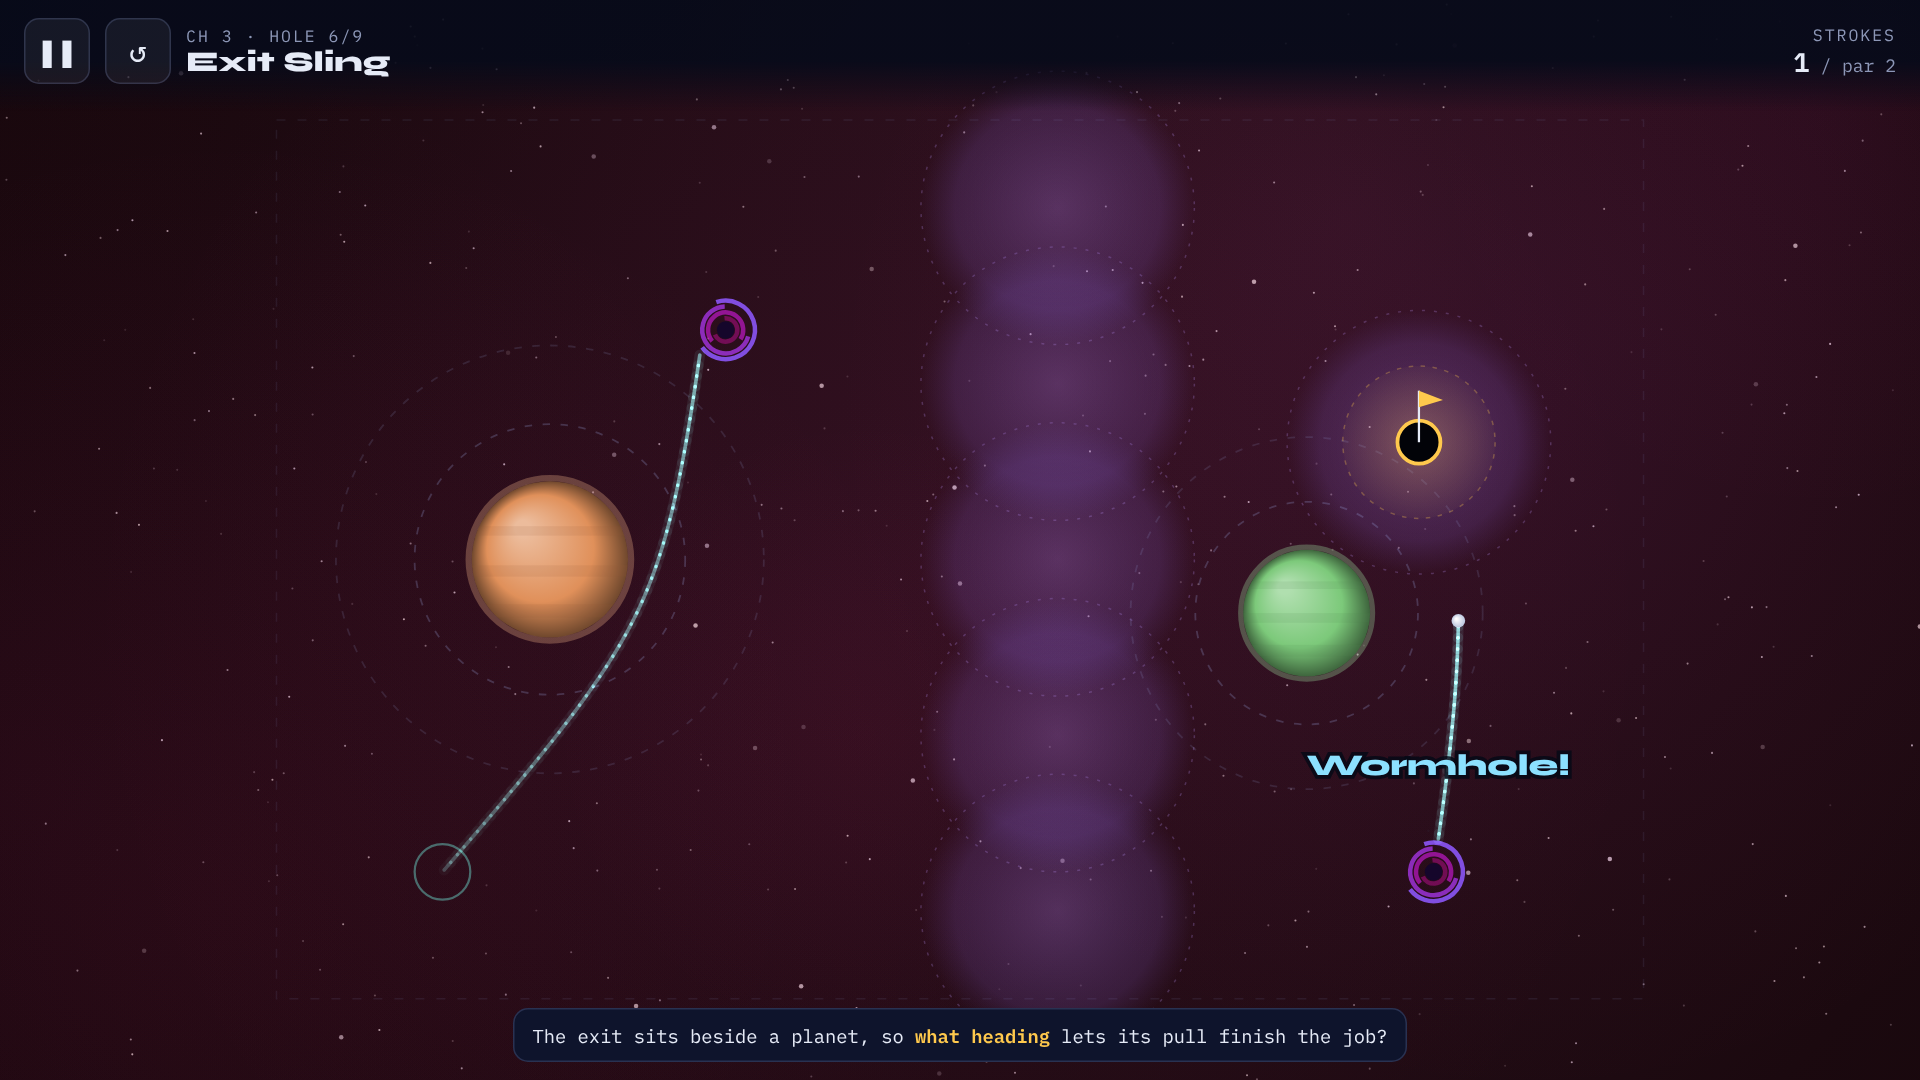 CH 3 · HOLE 6/9
Exit Sling
STROKES
1 / par 2
Wormhole!
The exit sits beside a planet, so what heading lets its pull finish the job?